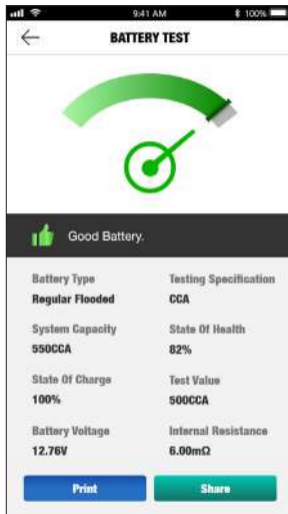 9:41 AM 100%
BATTERY TEST
Good Battery.
Battery Type Testing Specification
Regular Flooded CCA
System Capacity State Of Health
550CCA 82%
State Of Charge Test Value
100% 500CCA
Battery Voltage Internal Resistance
12.76V 6.00mΩ
Print Share